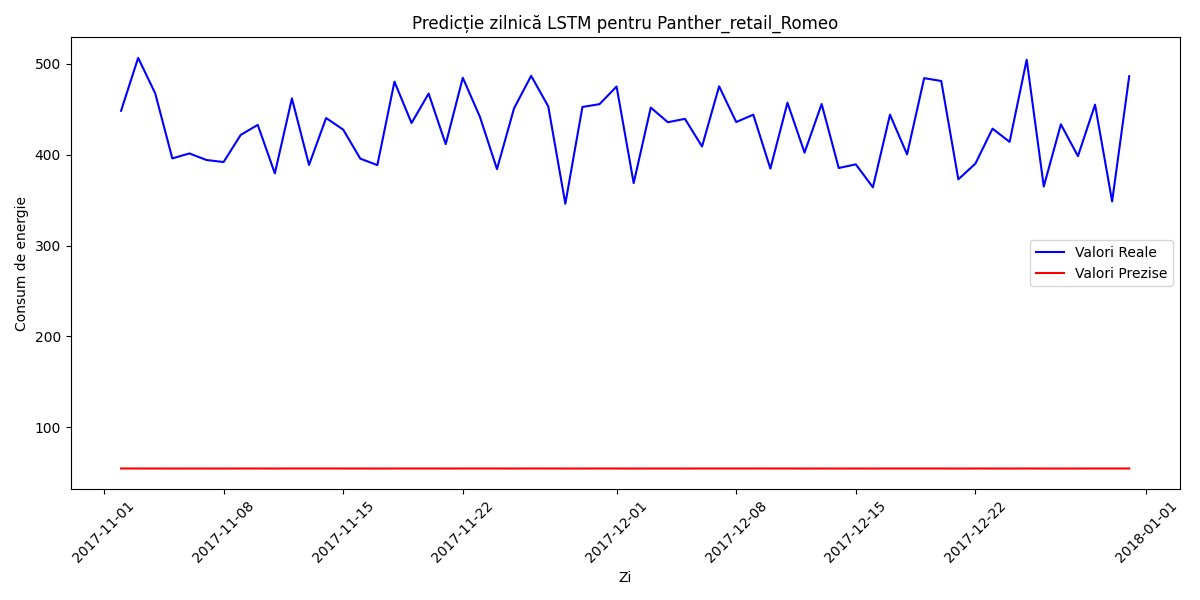 Predicție zilnică LSTM pentru Panther_retail_Romeo
Consum de energie
500
400
300
200
100
Valori Reale
Valori Prezise
2017-11-01
2017-11-08
2017-11-15
2017-11-22
2017-12-01
2017-12-08
2017-12-15
2017-12-22
2018-01-01
Zi